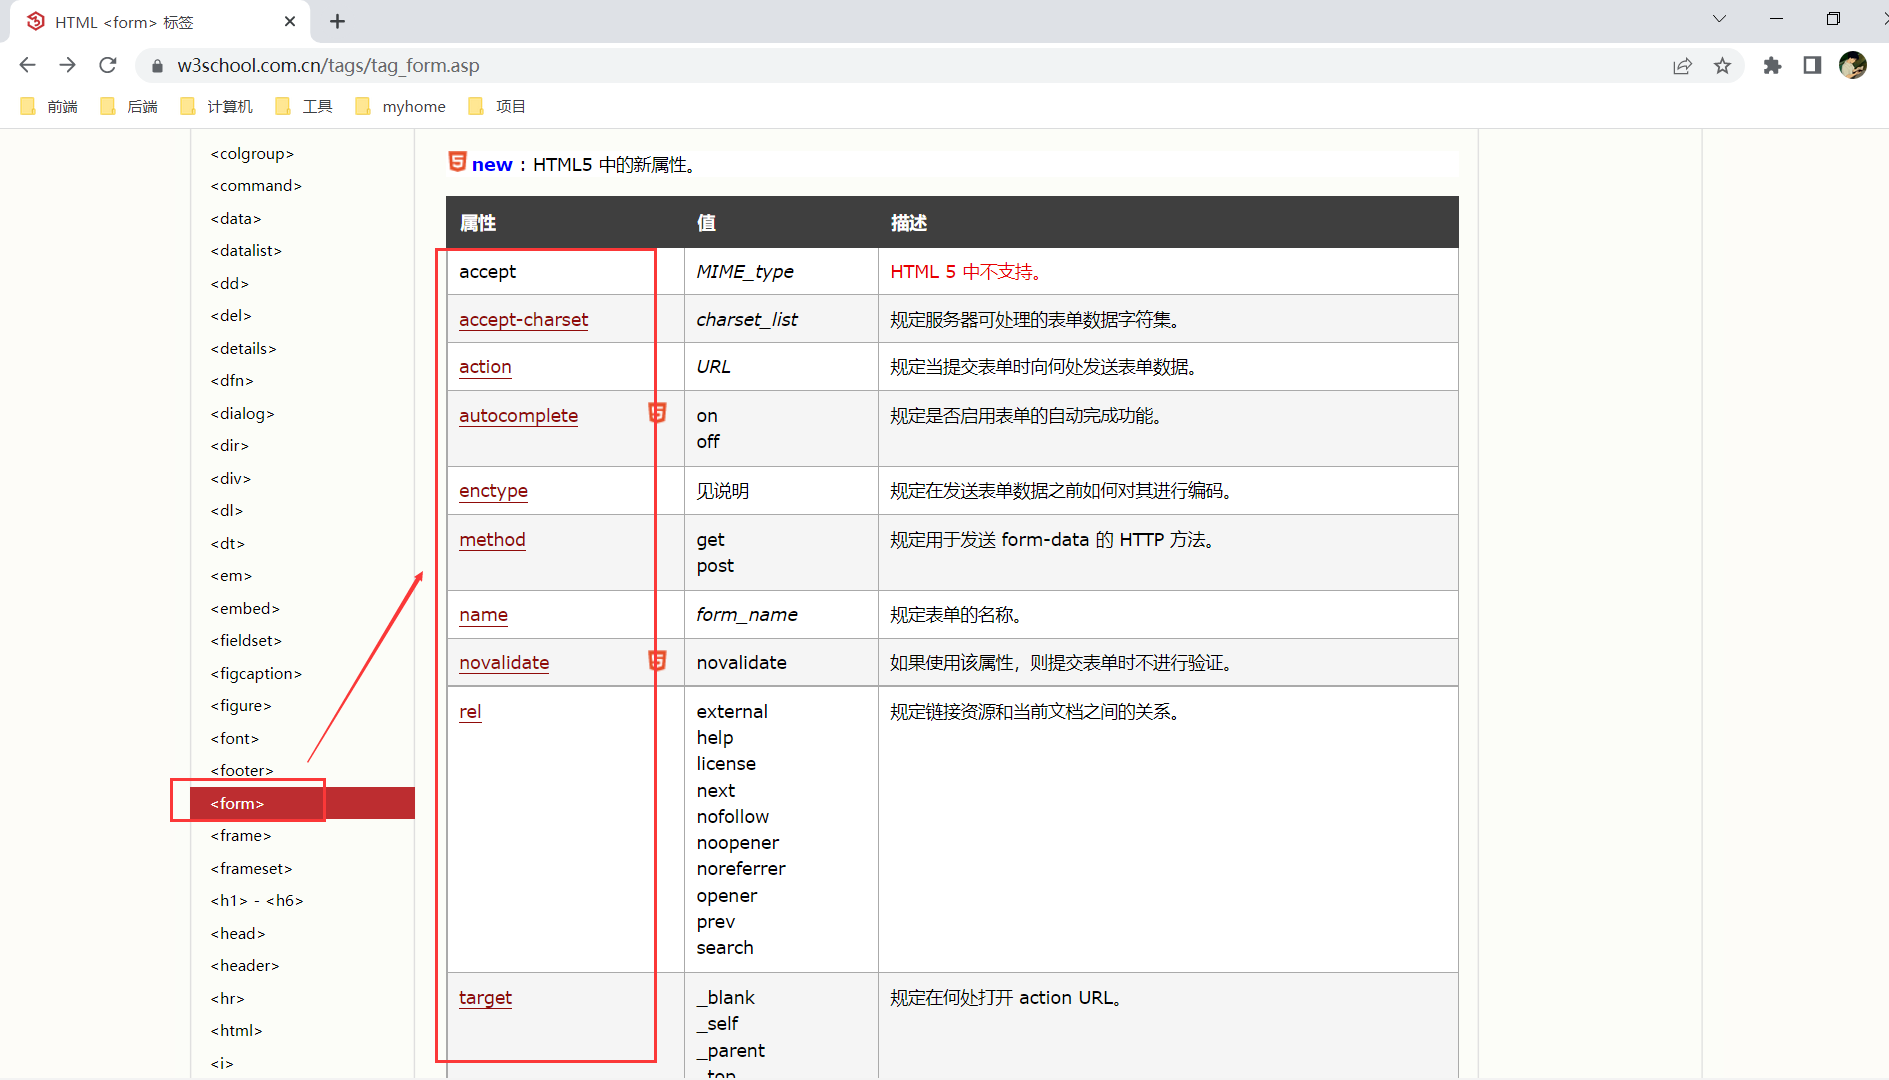 HTML <form> 标签
w3school.com.cn/tags/tag_form.asp
前端 后端 计算机 工具 myhome 项目
<colgroup>
<command>
<data>
<datalist>
<dd>
<del>
<details>
<dfn>
<dialog>
<dir>
<div>
<dl>
<dt>
<em>
<embed>
<fieldset>
<figcaption>
<figure>
<font>
<footer>
<form>
<frame>
<frameset>
<h1> - <h6>
<head>
<header>
<hr>
<html>
<i>
new : HTML5 中的新属性。
属性 值 描述
accept MIME_type HTML 5 中不支持。
accept-charset charset_list 规定服务器可处理的表单数据字符集。
action URL 规定当提交表单时向何处发送表单数据。
autocomplete on 规定是否启用表单的自动完成功能。
off
enctype 见说明 规定在发送表单数据之前如何对其进行编码。
method get 规定用于发送 form-data 的 HTTP 方法。
post
name form_name 规定表单的名称。
novalidate novalidate 如果使用该属性，则提交表单时不进行验证。
rel external 规定链接资源和当前文档之间的关系。
help
license
next
nofollow
noopener
noreferrer
opener
prev
search
target _blank 规定在何处打开 action URL。
_self
_parent
_top